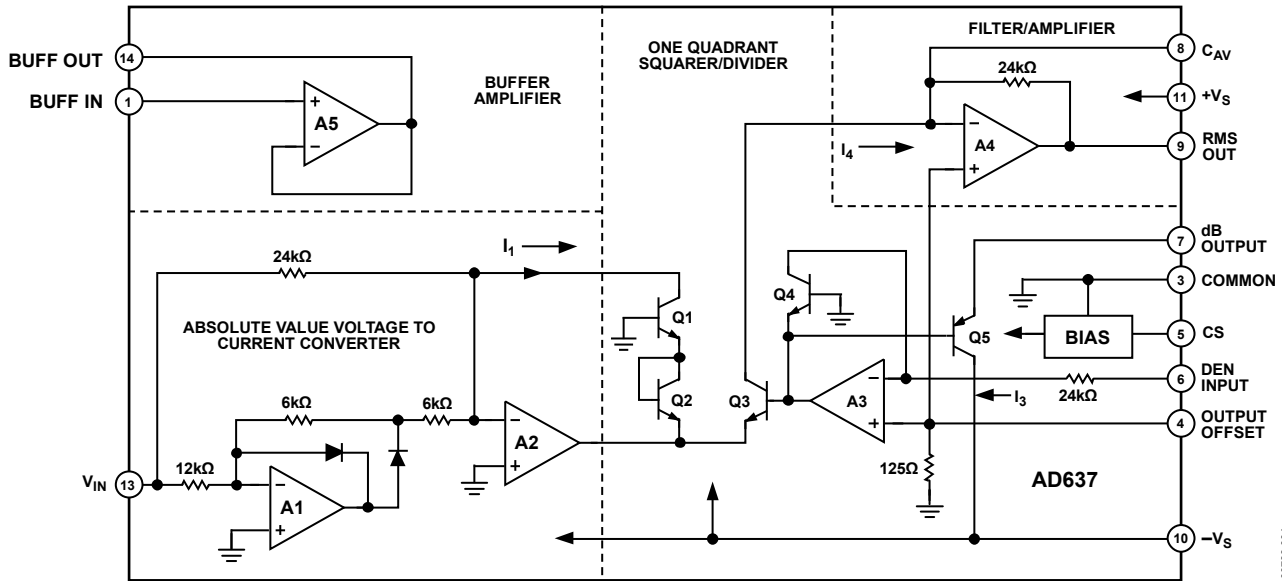 BUFF OUT
14
BUFF IN
1
A5
BUFFER
AMPLIFIER
ONE QUADRANT
SQUARER/DIVIDER
FILTER/AMPLIFIER
24kΩ
A4
I4
8
CAV
11
+VS
9
RMS
OUT
I1
24kΩ
ABSOLUTE VALUE VOLTAGE TO
CURRENT CONVERTER
6kΩ
6kΩ
12kΩ
VIN
13
A1
A2
Q1
Q2
Q3
Q4
A3
Q5
BIAS
I3
24kΩ
125Ω
AD637
7
dB
OUTPUT
3
COMMON
5
CS
6
DEN
INPUT
4
OUTPUT
OFFSET
10
–VS